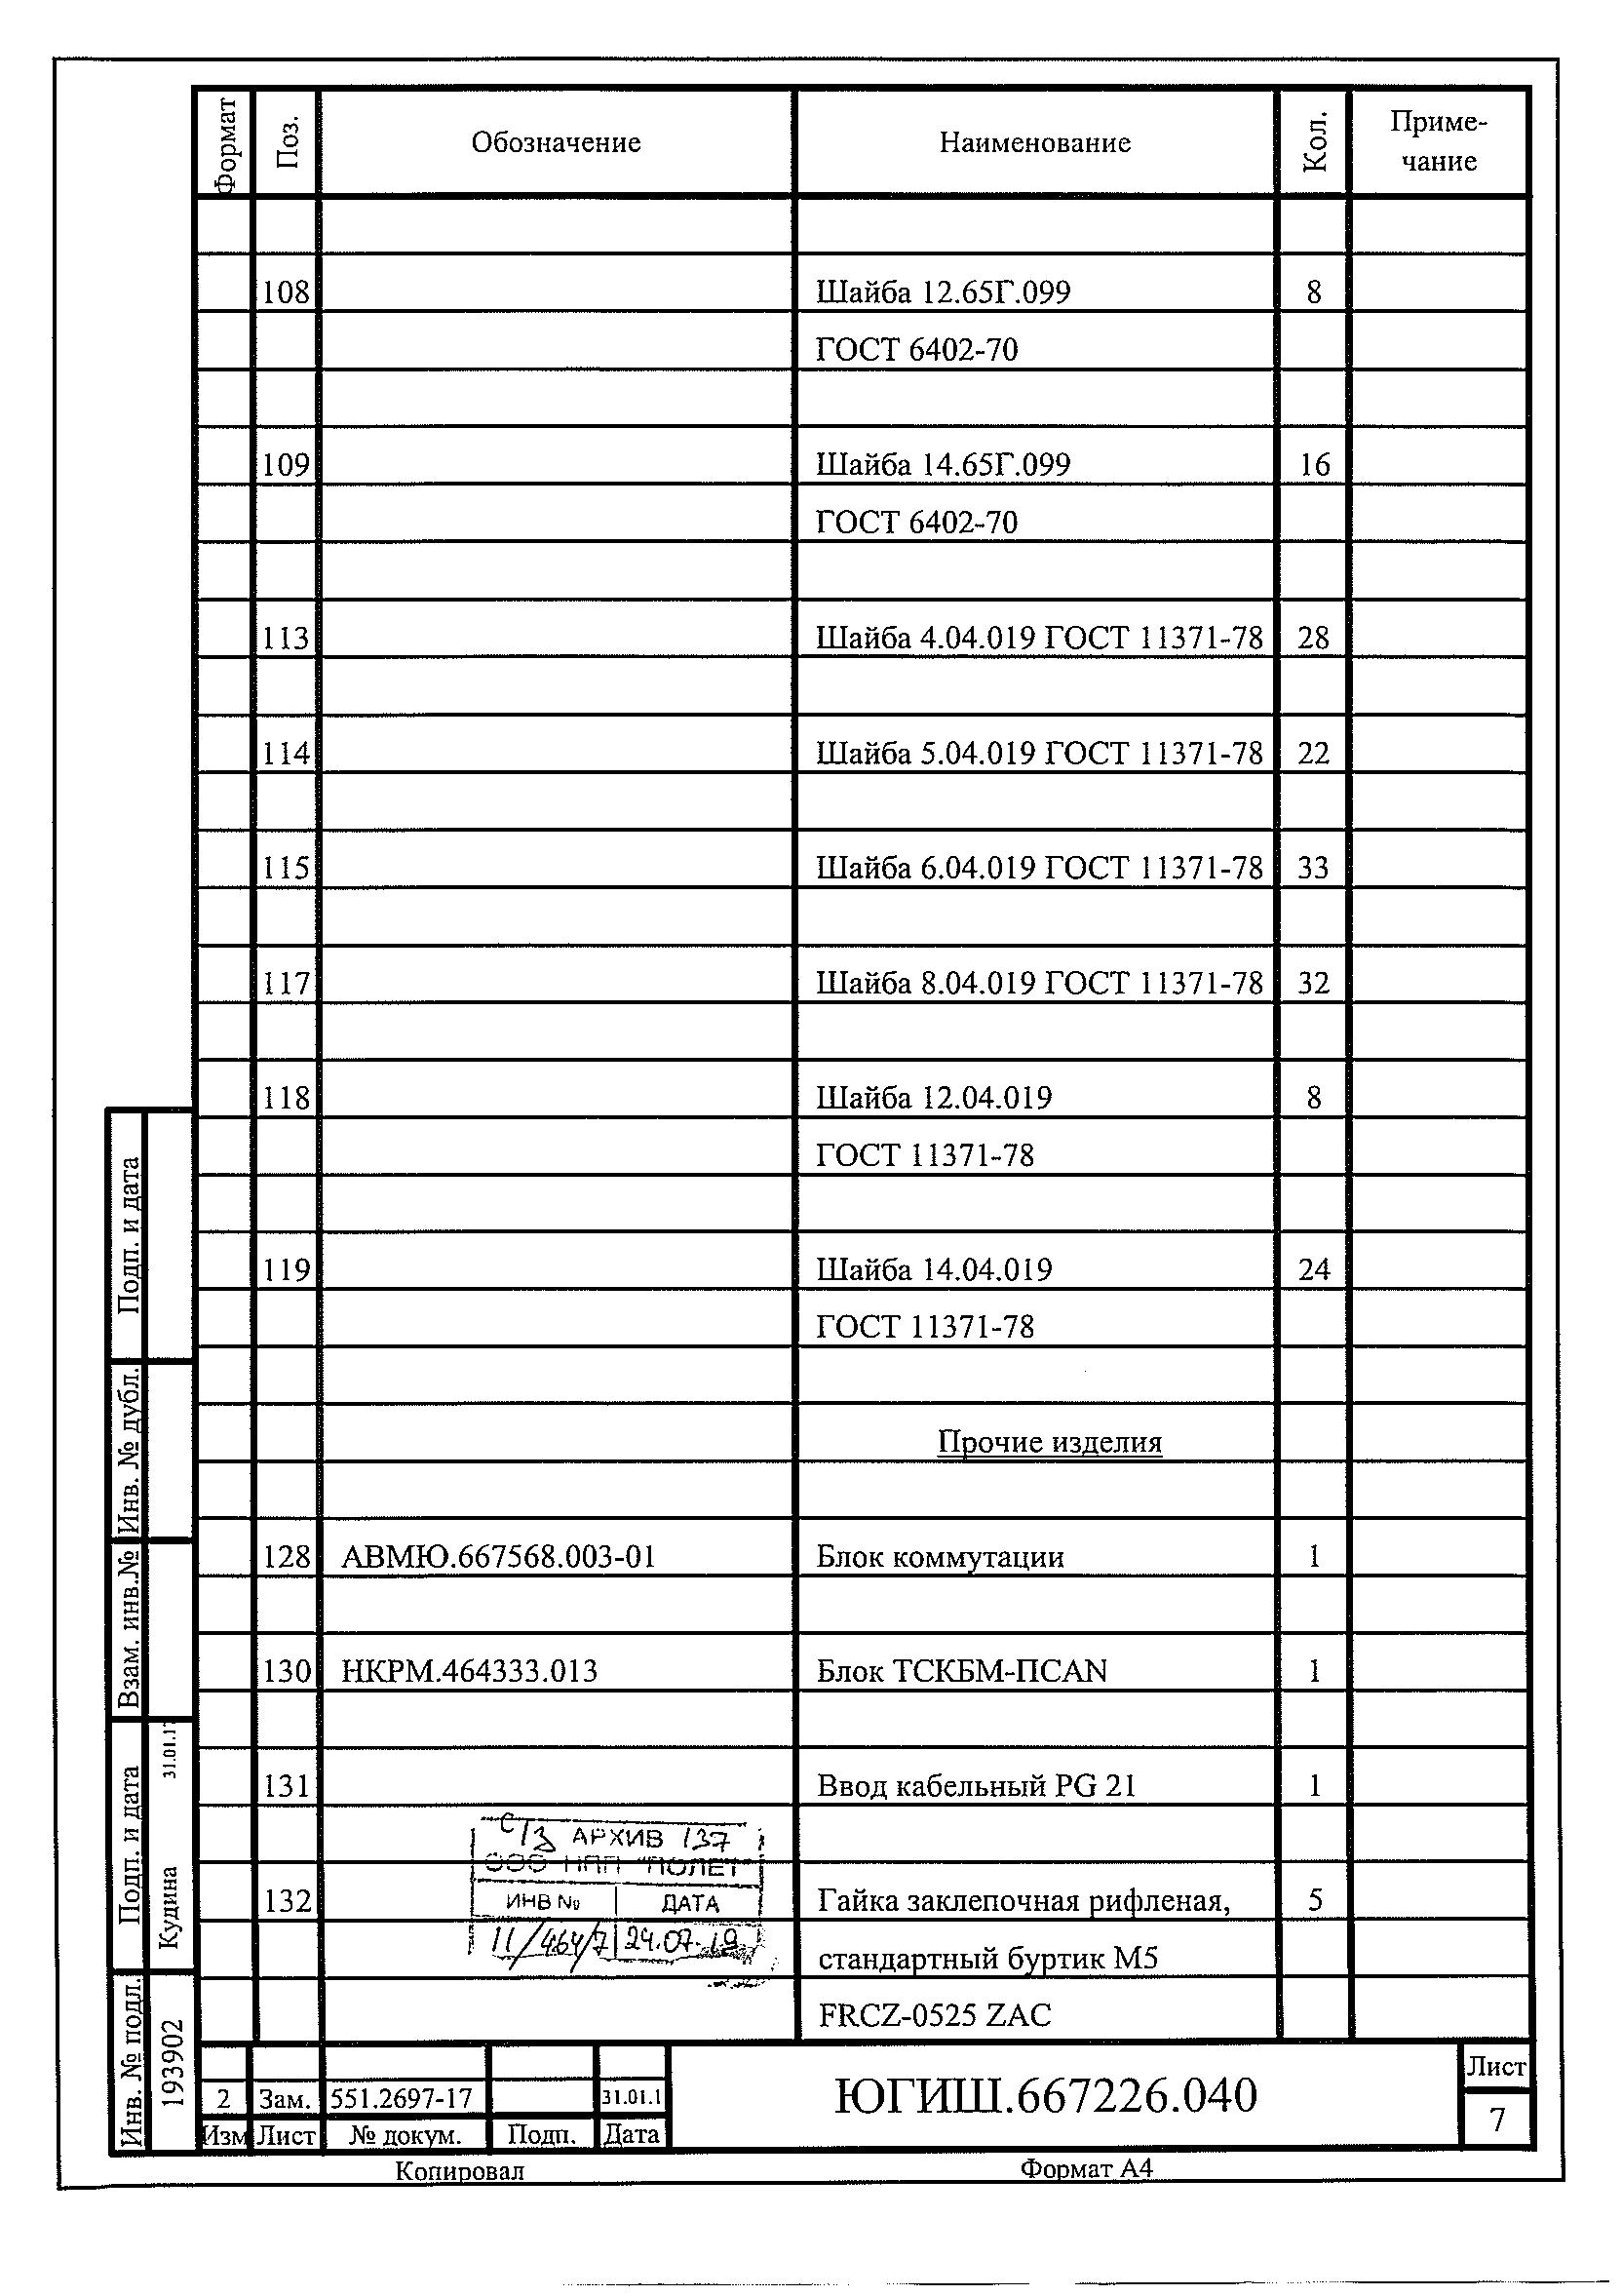 Формат Поз. Обозначение Наименование Кол. Приме-
чание
108 Шайба 12.65Г.099 8
ГОСТ 6402-70
109 Шайба 14.65Г.099 16
ГОСТ 6402-70
113 Шайба 4.04.019 ГОСТ 11371-78 28
114 Шайба 5.04.019 ГОСТ 11371-78 22
115 Шайба 6.04.019 ГОСТ 11371-78 33
117 Шайба 8.04.019 ГОСТ 11371-78 32
118 Шайба 12.04.019 8
ГОСТ 11371-78
119 Шайба 14.04.019 24
ГОСТ 11371-78
Прочие изделия
128 АВМЮ.667568.003-01 Блок коммутации 1
130 НКРМ.464333.013 Блок ТСКБМ-ПCAN 1
131 Ввод кабельный PG 21 1
132 Гайка заклепочная рифленая, 5
стандартный буртик М5
FRCZ-0525 ZAC
АРХИВ 137
ООО НПП "ПОЛЕТ"
ИНВ № ДАТА
11/464/7 24.07.19
Подп. и дата
Инв. № дубл.
Взам. инв.№
Подп. и дата
Кудина 31.01.17
Инв. № подл.
193902
2 Зам. 551.2697-17 31.01.1
Изм Лист № докум. Подп. Дата
ЮГИШ.667226.040
Лист
7
Копировал Формат А4